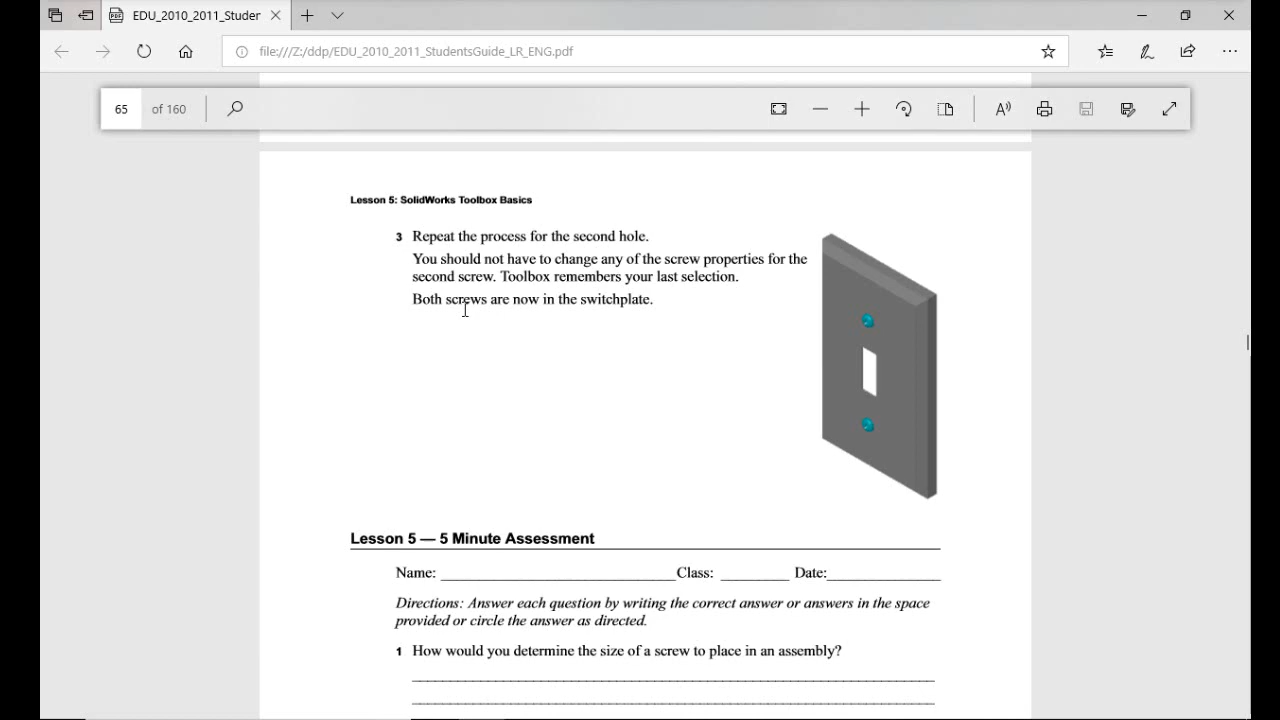 EDU_2010_2011_Studer
file:///Z:/ddp/EDU_2010_2011_StudentsGuide_LR_ENG.pdf
65 of 160
Lesson 5: SolidWorks Toolbox Basics
3 Repeat the process for the second hole.
You should not have to change any of the screw properties for the
second screw. Toolbox remembers your last selection.
Both screws are now in the switchplate.
Lesson 5 — 5 Minute Assessment
Name: Class: Date:
Directions: Answer each question by writing the correct answer or answers in the space
provided or circle the answer as directed.
1 How would you determine the size of a screw to place in an assembly?